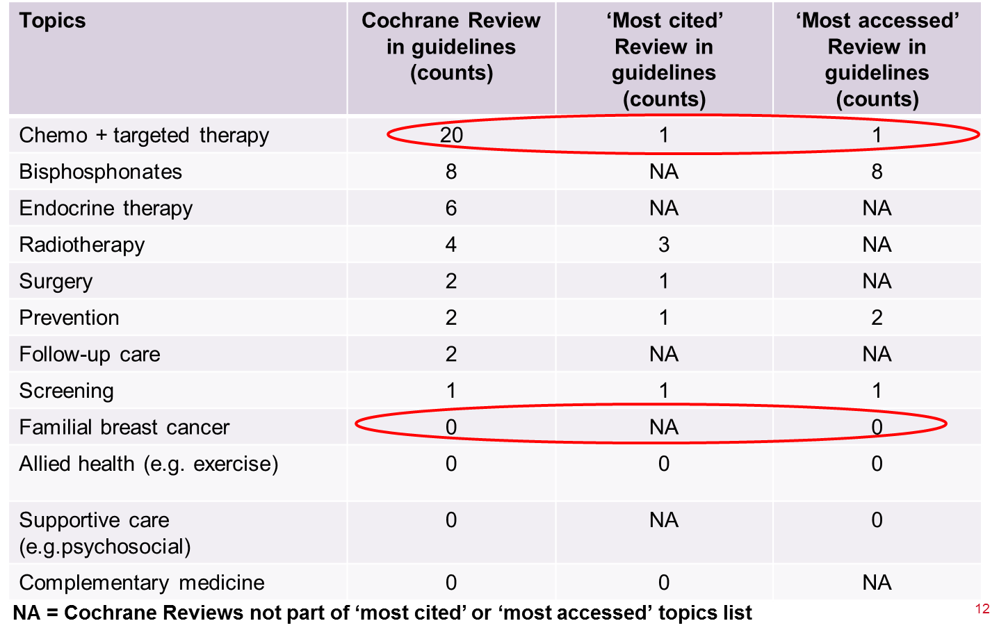 Topics
Cochrane Review
in guidelines
(counts)
‘Most cited’
Review in
guidelines
(counts)
‘Most accessed’
Review in
guidelines
(counts)
Chemo + targeted therapy 20 1 1
Bisphosphonates 8 NA 8
Endocrine therapy 6 NA NA
Radiotherapy 4 3 NA
Surgery 2 1 NA
Prevention 2 1 2
Follow-up care 2 NA NA
Screening 1 1 1
Familial breast cancer 0 NA 0
Allied health (e.g. exercise) 0 0 0
Supportive care 0 NA 0
(e.g.psychosocial)
Complementary medicine 0 0 NA
NA = Cochrane Reviews not part of ‘most cited’ or ‘most accessed’ topics list
12